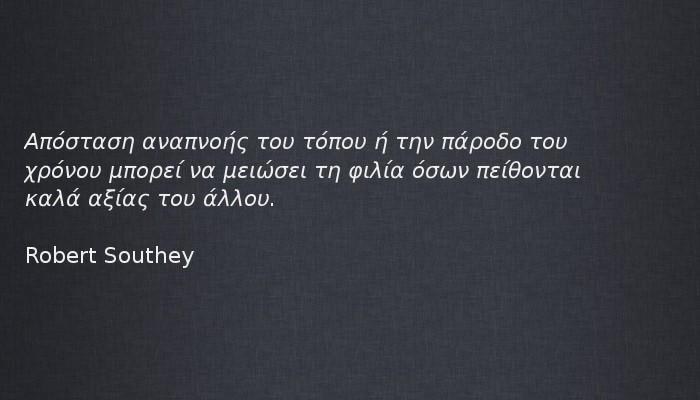 Απόσταση αναπνοής του τόπου ή την πάροδο του
χρόνου μπορεί να μειώσει τη φιλία όσων πείθονται
καλά αξίας του άλλου.
Robert Southey